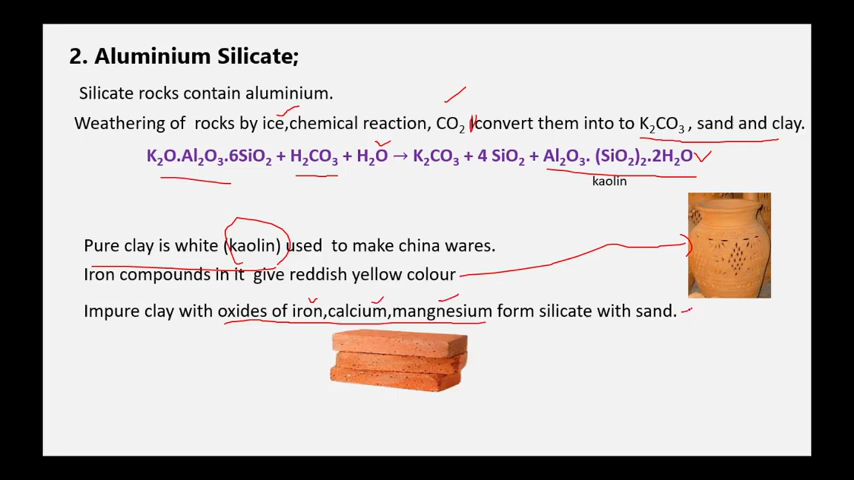 2. Aluminium Silicate;
Silicate rocks contain aluminium.
Weathering of rocks by ice,chemical reaction, CO₂ convert them into to K₂CO₃ , sand and clay.
K₂O.Al₂O₃.6SiO₂ + H₂CO₃ + H₂O → K₂CO₃ + 4 SiO₂ + Al₂O₃. (SiO₂)₂.2H₂O
kaolin
Pure clay is white (kaolin) used to make china wares.
Iron compounds in it give reddish yellow colour
Impure clay with oxides of iron,calcium,mangnesium form silicate with sand.